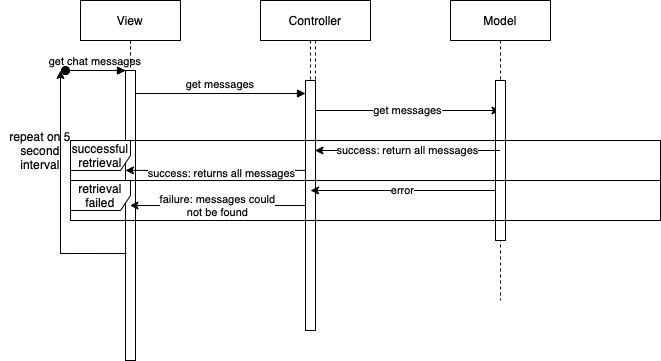 View
Controller
Model
get chat messages
get messages
get messages
repeat on 5
second
interval
successful
retrieval
success: return all messages
success: returns all messages
retrieval
failed
error
failure: messages could
not be found